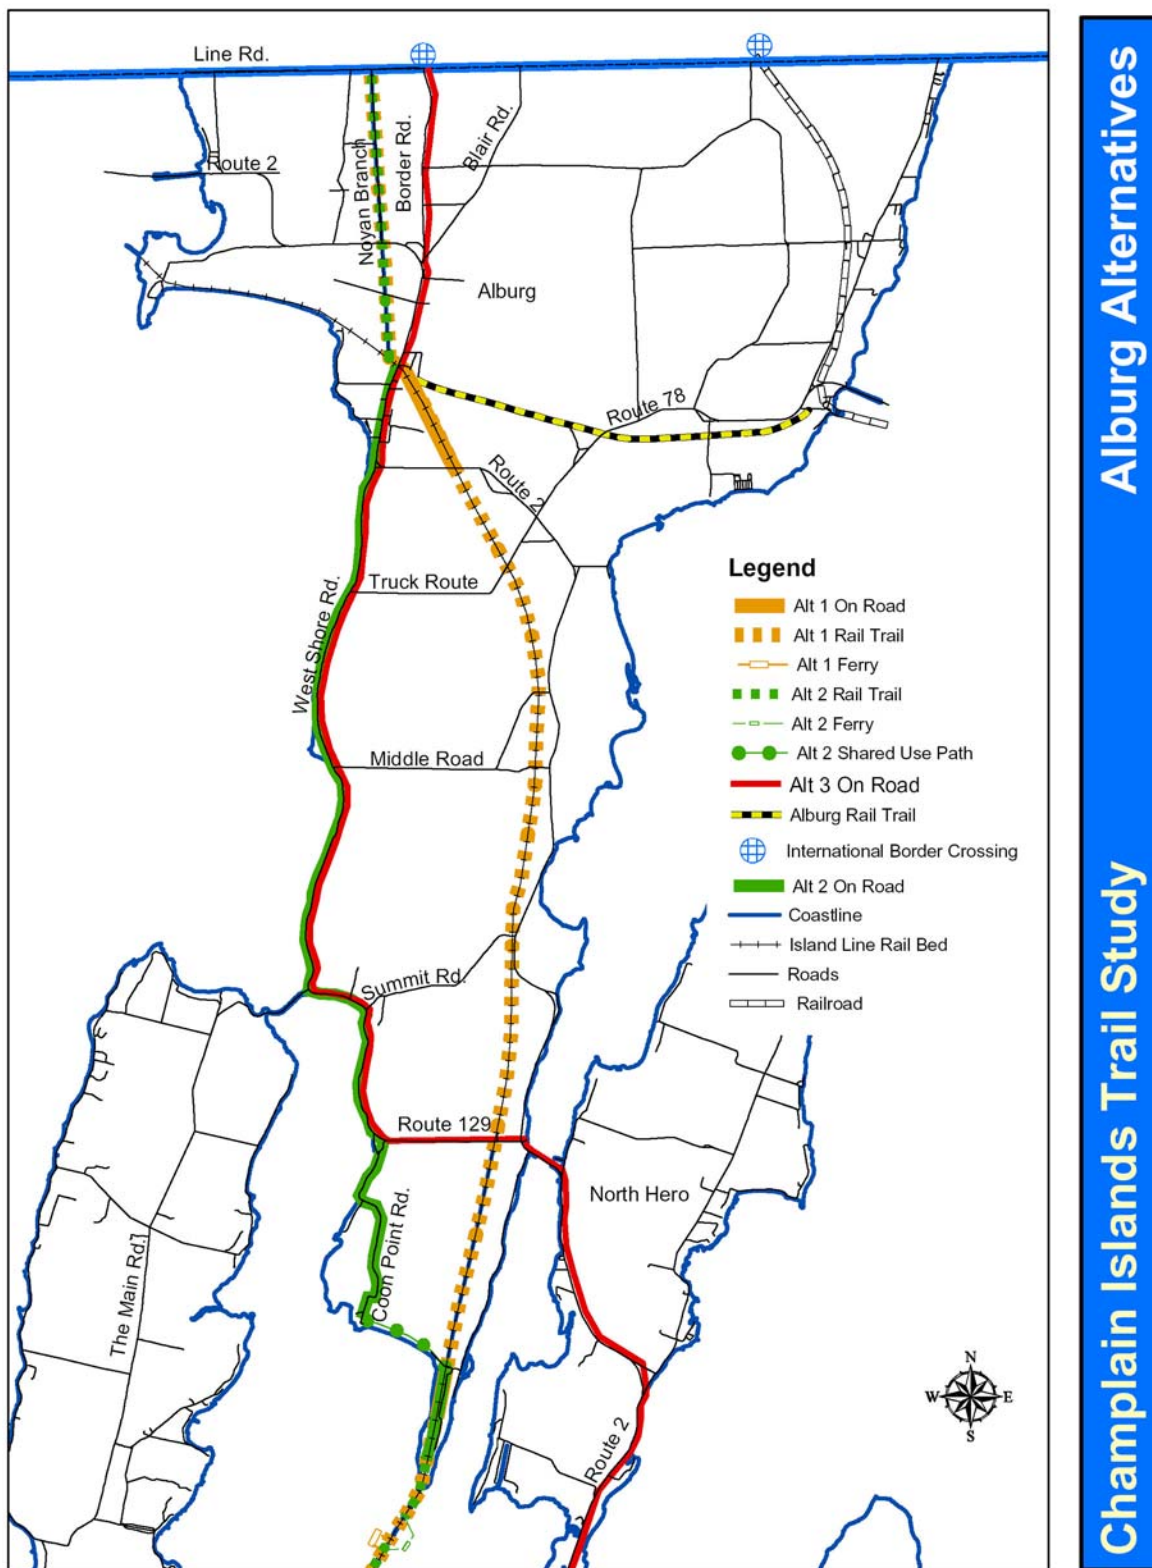 Line Rd.
Route 2
Noyan Branch
Border Rd.
Blair Rd.
Alburg
Route 78
Route 2
Truck Route
West Shore Rd.
Middle Road
Summit Rd.
Route 129
North Hero
Coon Point Rd.
The Main Rd.
Route 2
Legend
Alt 1 On Road
Alt 1 Rail Trail
Alt 1 Ferry
Alt 2 Rail Trail
Alt 2 Ferry
Alt 2 Shared Use Path
Alt 3 On Road
Alburg Rail Trail
International Border Crossing
Alt 2 On Road
Coastline
Island Line Rail Bed
Roads
Railroad
N
W
E
S
Alburg Alternatives
Champlain Islands Trail Study